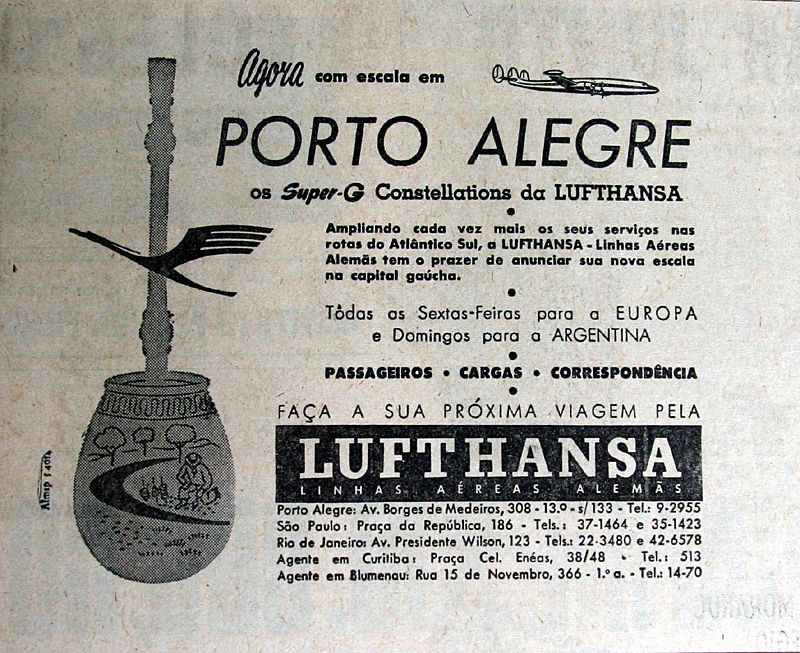 Agora com escala em
PORTO ALEGRE
os Super-G Constellations da LUFTHANSA
Ampliando cada vez mais os seus serviços nas
rotas do Atlântico Sul, a LUFTHANSA - Linhas Aéreas
Alemãs tem o prazer de anunciar sua nova escala
na capital gaúcha.
Tôdas as Sextas-Feiras para a EUROPA
e Domingos para a ARGENTINA
PASSAGEIROS • CARGAS • CORRESPONDÊNCIA
FAÇA A SUA PRÓXIMA VIAGEM PELA
LUFTHANSA
LINHAS AÉREAS ALEMÃS
Porto Alegre: Av. Borges de Medeiros, 308 - 13.º - s/ 133 - Tel.: 9-2955
São Paulo: Praça da República, 186 - Tels.: 37-1464 e 35-1423
Rio de Janeiro: Av. Presidente Wilson, 123 - Tels.: 22-3480 e 42-6578
Agente em Curitiba: Praça Cel. Enéas, 38/48 - Tel.: 513
Agente em Blumenau: Rua 15 de Novembro, 366 - 1.º a. - Tel.: 14-70